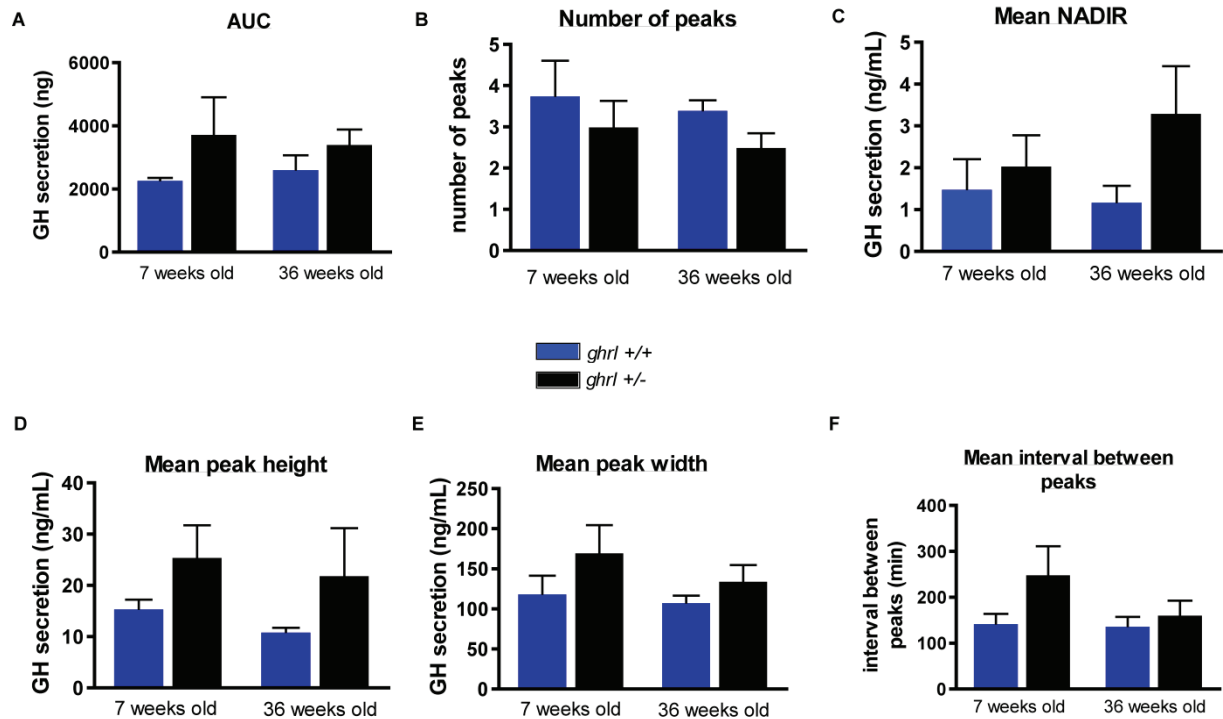 A
AUC
GH secretion (ng)
6000
4000
2000
0
7 weeks old
36 weeks old
B
Number of peaks
number of peaks
5
4
3
2
1
0
7 weeks old
36 weeks old
C
Mean NADIR
GH secretion (ng/mL)
5
4
3
2
1
0
7 weeks old
36 weeks old
ghrl +/+
ghrl +/-
D
Mean peak height
GH secretion (ng/mL)
40
30
20
10
0
7 weeks old
36 weeks old
E
Mean peak width
GH secretion (ng/mL)
250
200
150
100
50
0
7 weeks old
36 weeks old
F
Mean interval between
peaks
interval between
peaks (min)
400
300
200
100
0
7 weeks old
36 weeks old